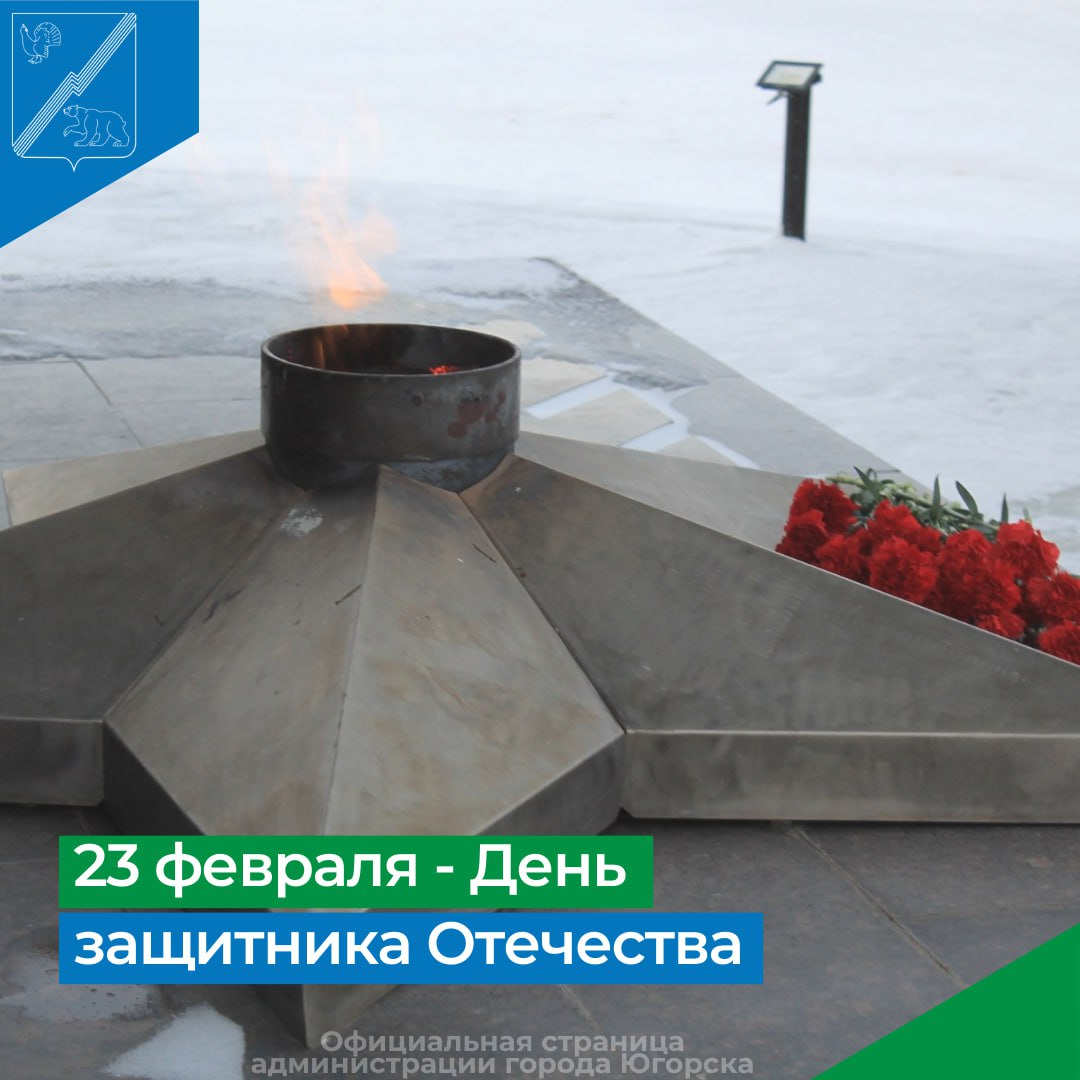 23 февраля - День
защитника Отечества
Официальная страница
администрации города Югорска